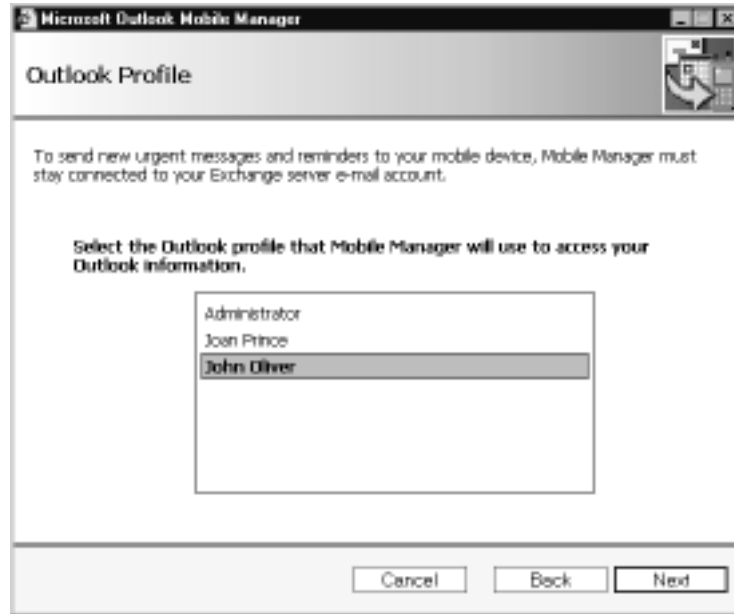 Microsoft Outlook Mobile Manager
Outlook Profile
To send new urgent messages and reminders to your mobile device, Mobile Manager must
stay connected to your Exchange server e-mail account.
Select the Outlook profile that Mobile Manager will use to access your
Outlook information.
Administrator
Joan Prince
John Oliver
Cancel Back Next